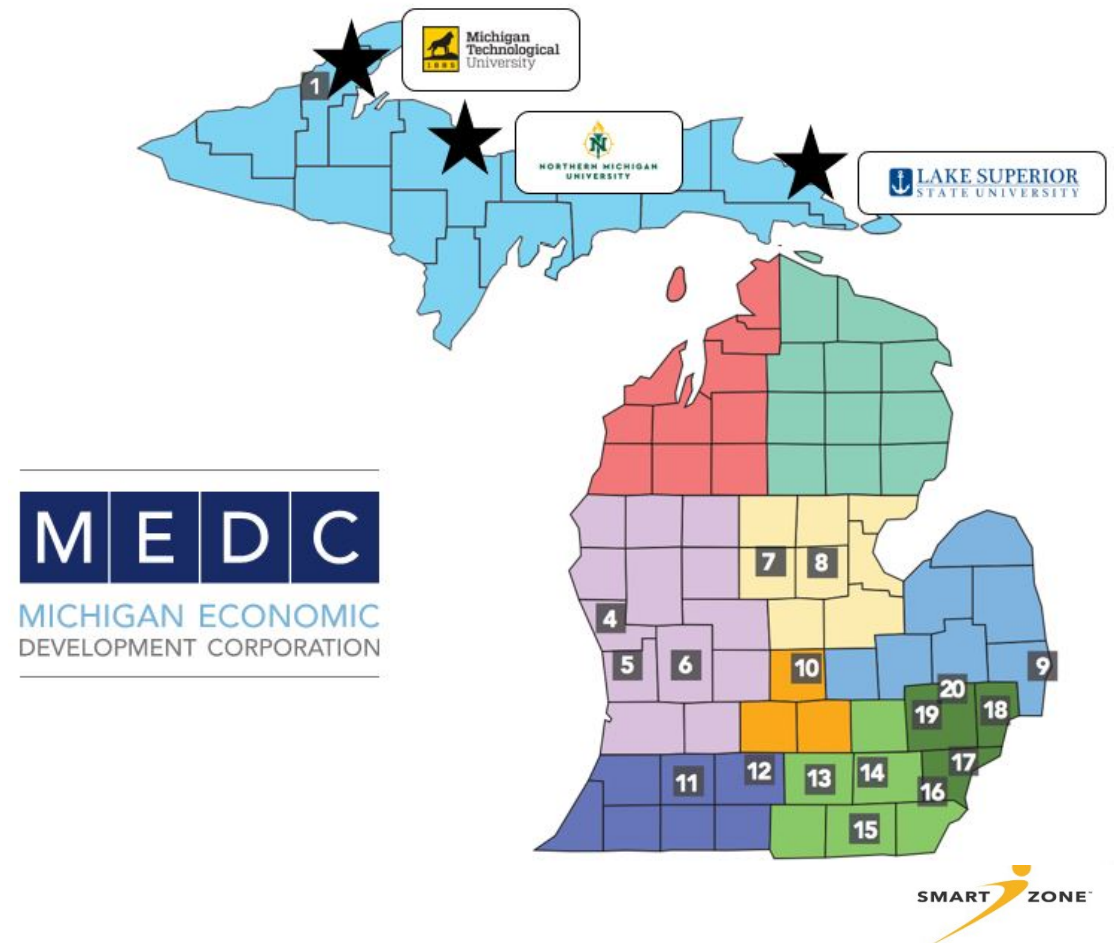 Michigan
Technological
University
1885
1
N
NORTHERN MICHIGAN
UNIVERSITY
LAKE SUPERIOR
STATE UNIVERSITY
MEDC
MICHIGAN ECONOMIC
DEVELOPMENT CORPORATION
7
8
4
5
6
10
9
20
19
18
11
12
13
14
17
16
15
SMART ZONE™